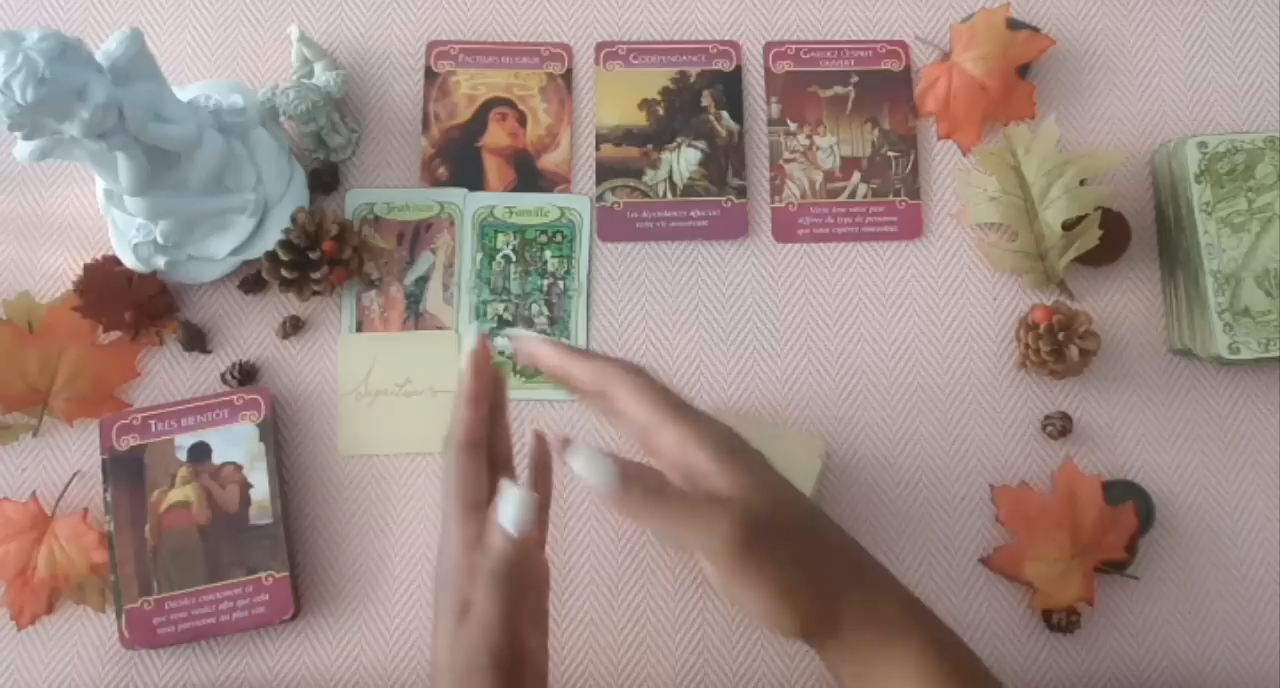 FACTEURS RELIGIEUX
CODÉPENDANCE
Les dépendances affectent
votre vie amoureuse
GARDEZ L'ESPRIT
OUVERT
Votre âme sœur peut
différer du type de personne
que vous espérez rencontrer.
Trahison
Famille
TRÈS BIENTÔT
Décidez exactement ce
que vous voulez afin que cela
vous parvienne au plus vite